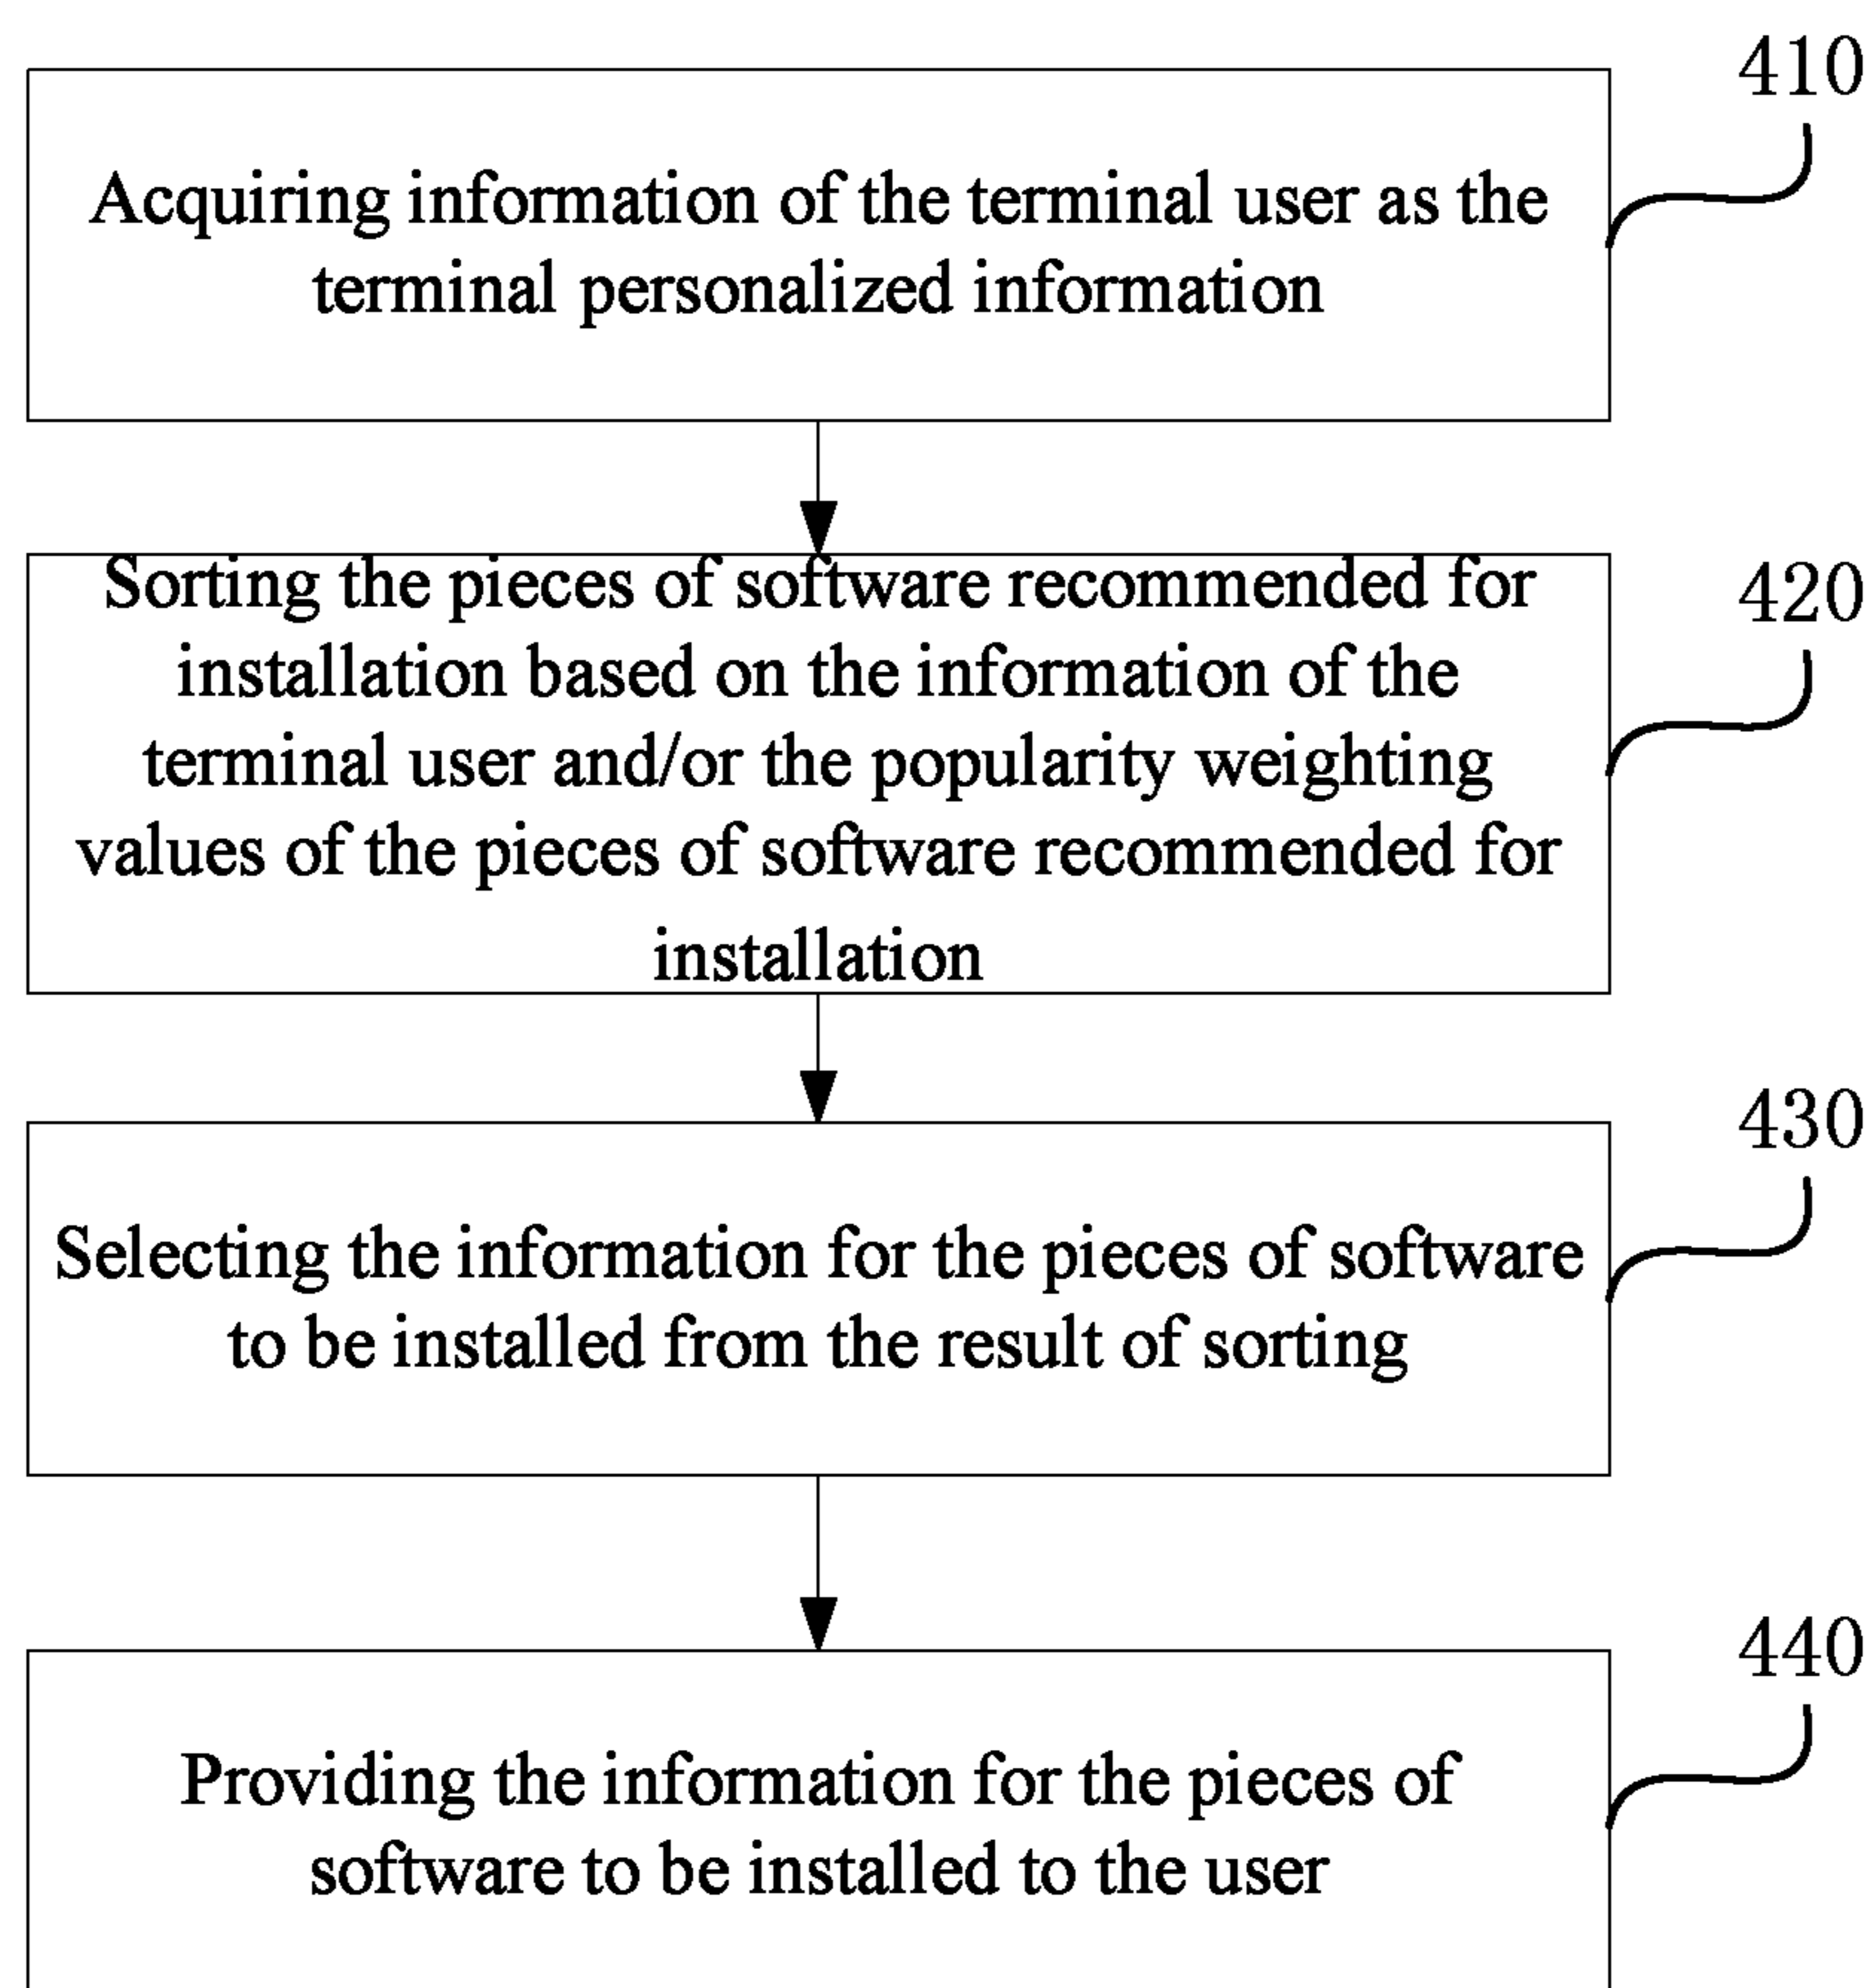 410
Acquiring information of the terminal user as the
terminal personalized information
Sorting the pieces of software recommended for
420
installation based on the information of the
terminal user and/or the popularity weighting
values of the pieces of software recommended for
installation
430
Selecting the information for the pieces of software
to be installed from the result of sorting
440
Providing the information for the pieces of
software to be installed to the user